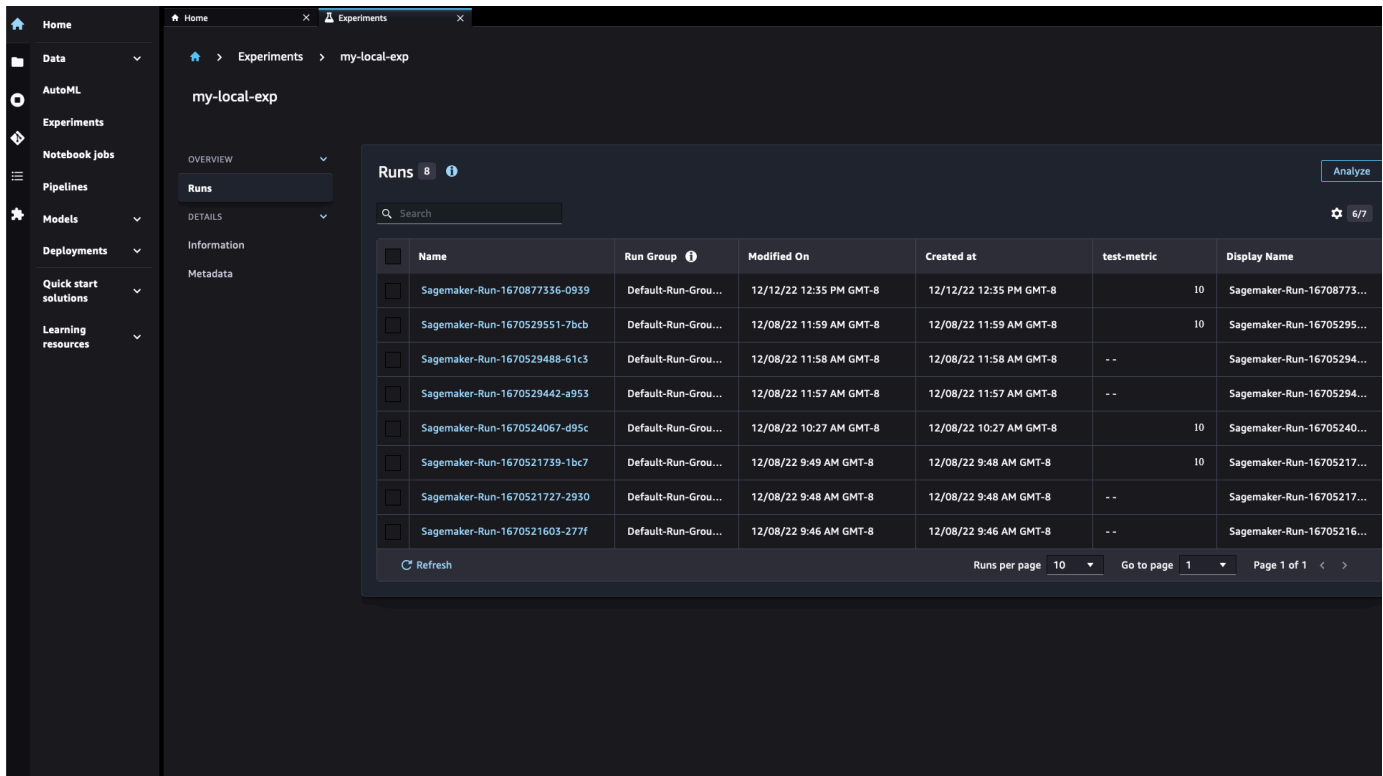 Home
Data
AutoML
Experiments
Notebook jobs
Pipelines
Models
Deployments
Quick start
solutions
Learning
resources
Home Experiments
Experiments > my-local-exp
my-local-exp
OVERVIEW
Runs
DETAILS
Information
Metadata
Runs 8
Analyze
Search
6/7
Name Run Group Modified On Created at test-metric Display Name
Sagemaker-Run-1670877336-0939 Default-Run-Grou... 12/12/22 12:35 PM GMT-8 12/12/22 12:35 PM GMT-8 10 Sagemaker-Run-16708773...
Sagemaker-Run-1670529551-7bcb Default-Run-Grou... 12/08/22 11:59 AM GMT-8 12/08/22 11:59 AM GMT-8 10 Sagemaker-Run-16705295...
Sagemaker-Run-1670529488-61c3 Default-Run-Grou... 12/08/22 11:58 AM GMT-8 12/08/22 11:58 AM GMT-8 - - Sagemaker-Run-16705294...
Sagemaker-Run-1670529442-a953 Default-Run-Grou... 12/08/22 11:57 AM GMT-8 12/08/22 11:57 AM GMT-8 - - Sagemaker-Run-16705294...
Sagemaker-Run-1670524067-d95c Default-Run-Grou... 12/08/22 10:27 AM GMT-8 12/08/22 10:27 AM GMT-8 10 Sagemaker-Run-16705240...
Sagemaker-Run-1670521739-1bc7 Default-Run-Grou... 12/08/22 9:49 AM GMT-8 12/08/22 9:48 AM GMT-8 10 Sagemaker-Run-16705217...
Sagemaker-Run-1670521727-2930 Default-Run-Grou... 12/08/22 9:48 AM GMT-8 12/08/22 9:48 AM GMT-8 - - Sagemaker-Run-16705217...
Sagemaker-Run-1670521603-277f Default-Run-Grou... 12/08/22 9:46 AM GMT-8 12/08/22 9:46 AM GMT-8 - - Sagemaker-Run-16705216...
Refresh Runs per page 10 Go to page 1 Page 1 of 1 < >